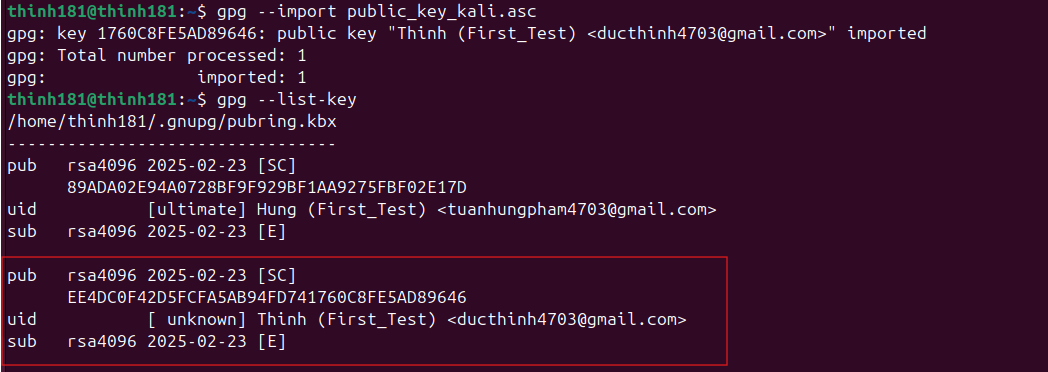 thinh181@thinh181:~$ gpg --import public_key_kali.asc
gpg: key 1760C8FE5AD89646: public key "Thinh (First_Test) <ducthinh4703@gmail.com>" imported
gpg: Total number processed: 1
gpg:               imported: 1
thinh181@thinh181:~$ gpg --list-key
/home/thinh181/.gnupg/pubring.kbx
---------------------------------
pub   rsa4096 2025-02-23 [SC]
      89ADA02E94A0728BF9F929BF1AA9275FBF02E17D
uid           [ultimate] Hung (First_Test) <tuanhungpham4703@gmail.com>
sub   rsa4096 2025-02-23 [E]
pub   rsa4096 2025-02-23 [SC]
      EE4DC0F42D5FCFA5AB94FD741760C8FE5AD89646
uid           [ unknown] Thinh (First_Test) <ducthinh4703@gmail.com>
sub   rsa4096 2025-02-23 [E]